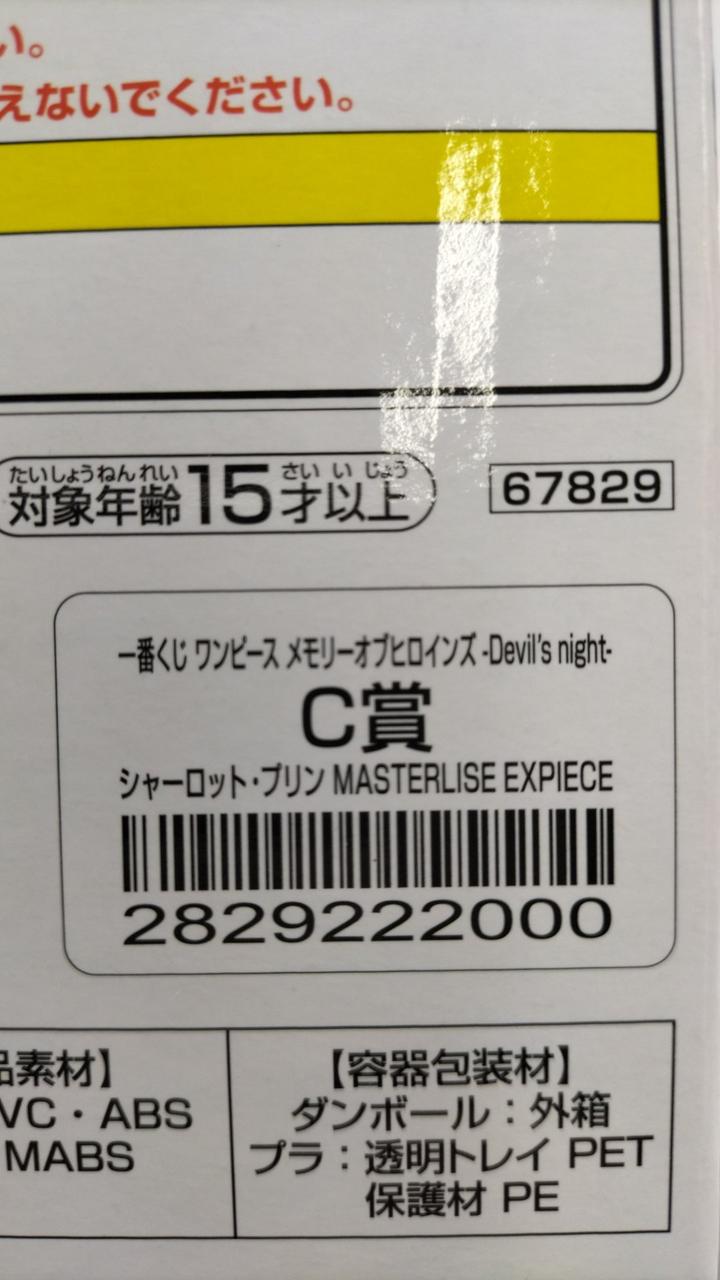 い。
えないでください。
たいしょうねんれい さい い じょう
対象年齢15才以上
67829
一番くじ ワンピース メモリーオブヒロインズ -Devil's night-
C賞
シャーロット・プリン MASTERLISE EXPIECE
2829222000
品素材】
VC・ABS
MABS
【容器包装材】
ダンボール：外箱
プラ：透明トレイ PET
保護材 PE